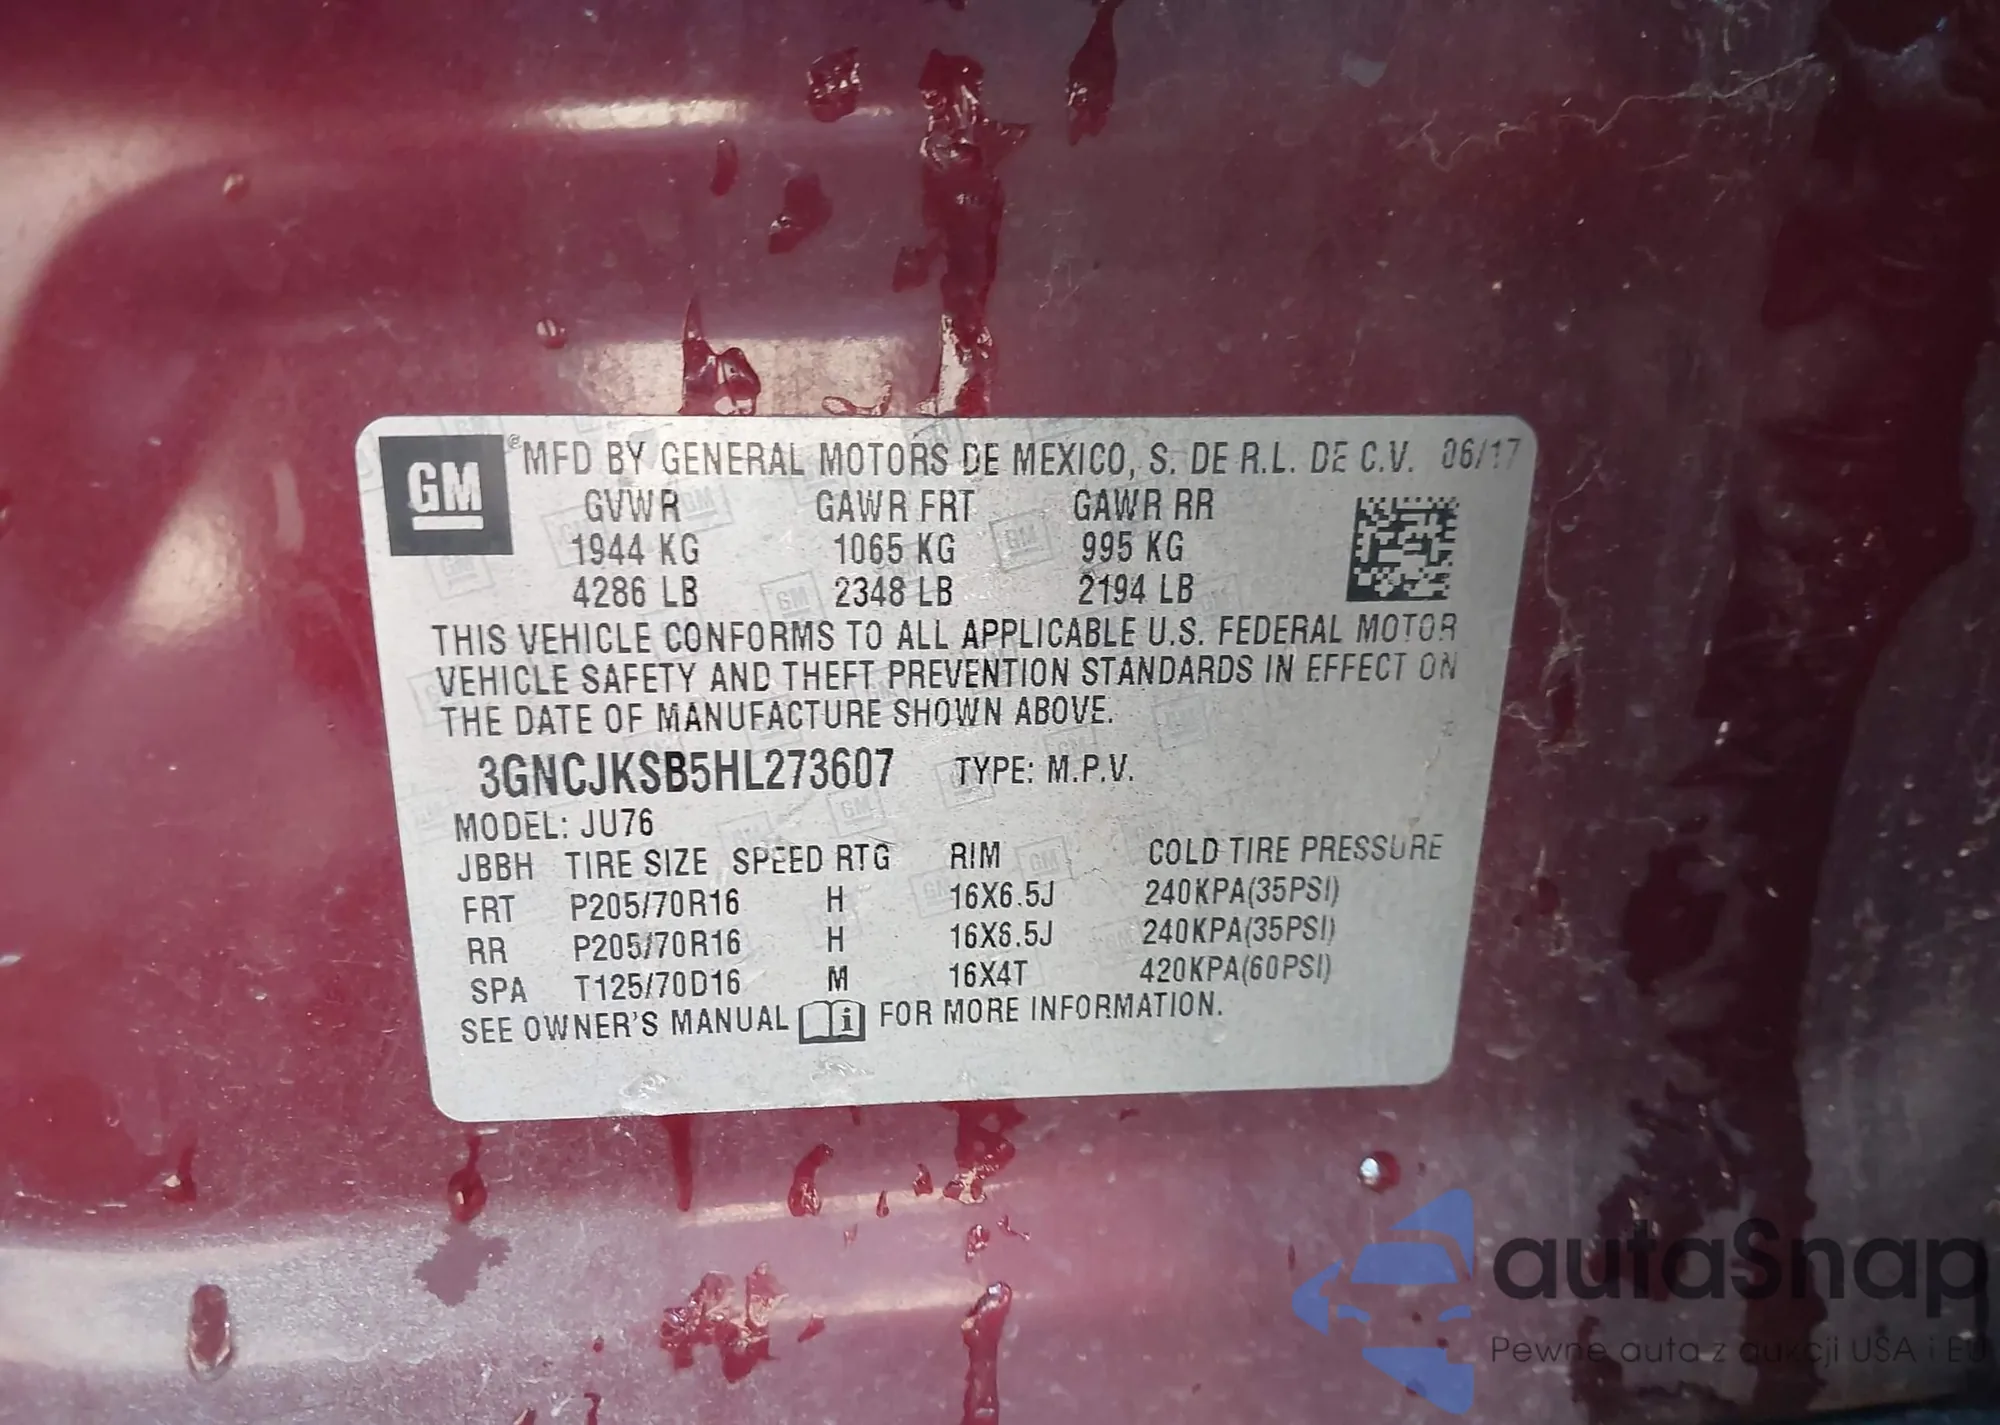 GM ® MFD BY GENERAL MOTORS DE MEXICO, S. DE R.L. DE C.V. 06/17
GVWR GAWR FRT GAWR RR
1944 KG 1065 KG 995 KG
4286 LB 2348 LB 2194 LB
THIS VEHICLE CONFORMS TO ALL APPLICABLE U.S. FEDERAL MOTOR
VEHICLE SAFETY AND THEFT PREVENTION STANDARDS IN EFFECT ON
THE DATE OF MANUFACTURE SHOWN ABOVE.
3GNCJKSB5HL273607 TYPE: M.P.V.
MODEL: JU76
JBBH TIRE SIZE SPEED RTG RIM COLD TIRE PRESSURE
FRT P205/70R16 H 16X6.5J 240KPA(35PSI)
RR P205/70R16 H 16X6.5J 240KPA(35PSI)
SPA T125/70D16 M 16X4T 420KPA(60PSI)
SEE OWNER'S MANUAL i FOR MORE INFORMATION.
autaSnap
Pewne auta z aukcji USA i EU